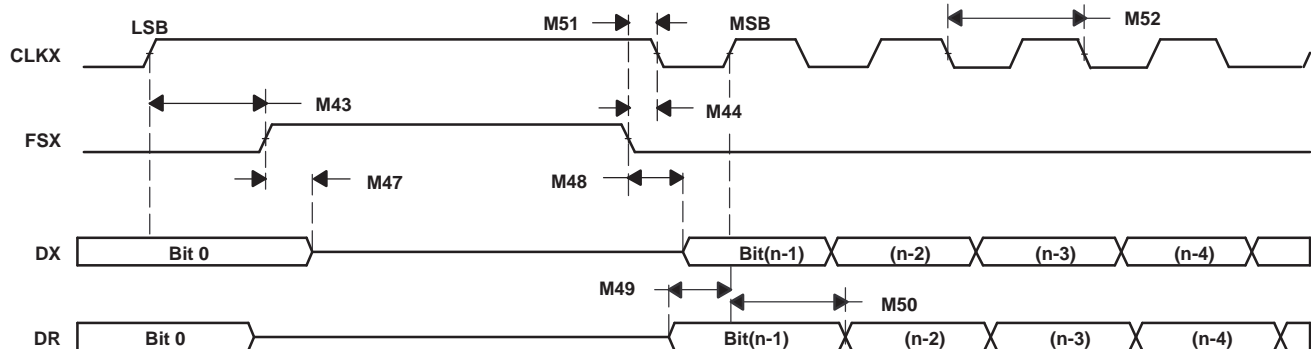 LSB
M51
MSB
M52
CLKX
M43
M44
FSX
M47
M48
DX
Bit 0
Bit(n-1)
(n-2)
(n-3)
(n-4)
M49
M50
DR
Bit 0
Bit(n-1)
(n-2)
(n-3)
(n-4)